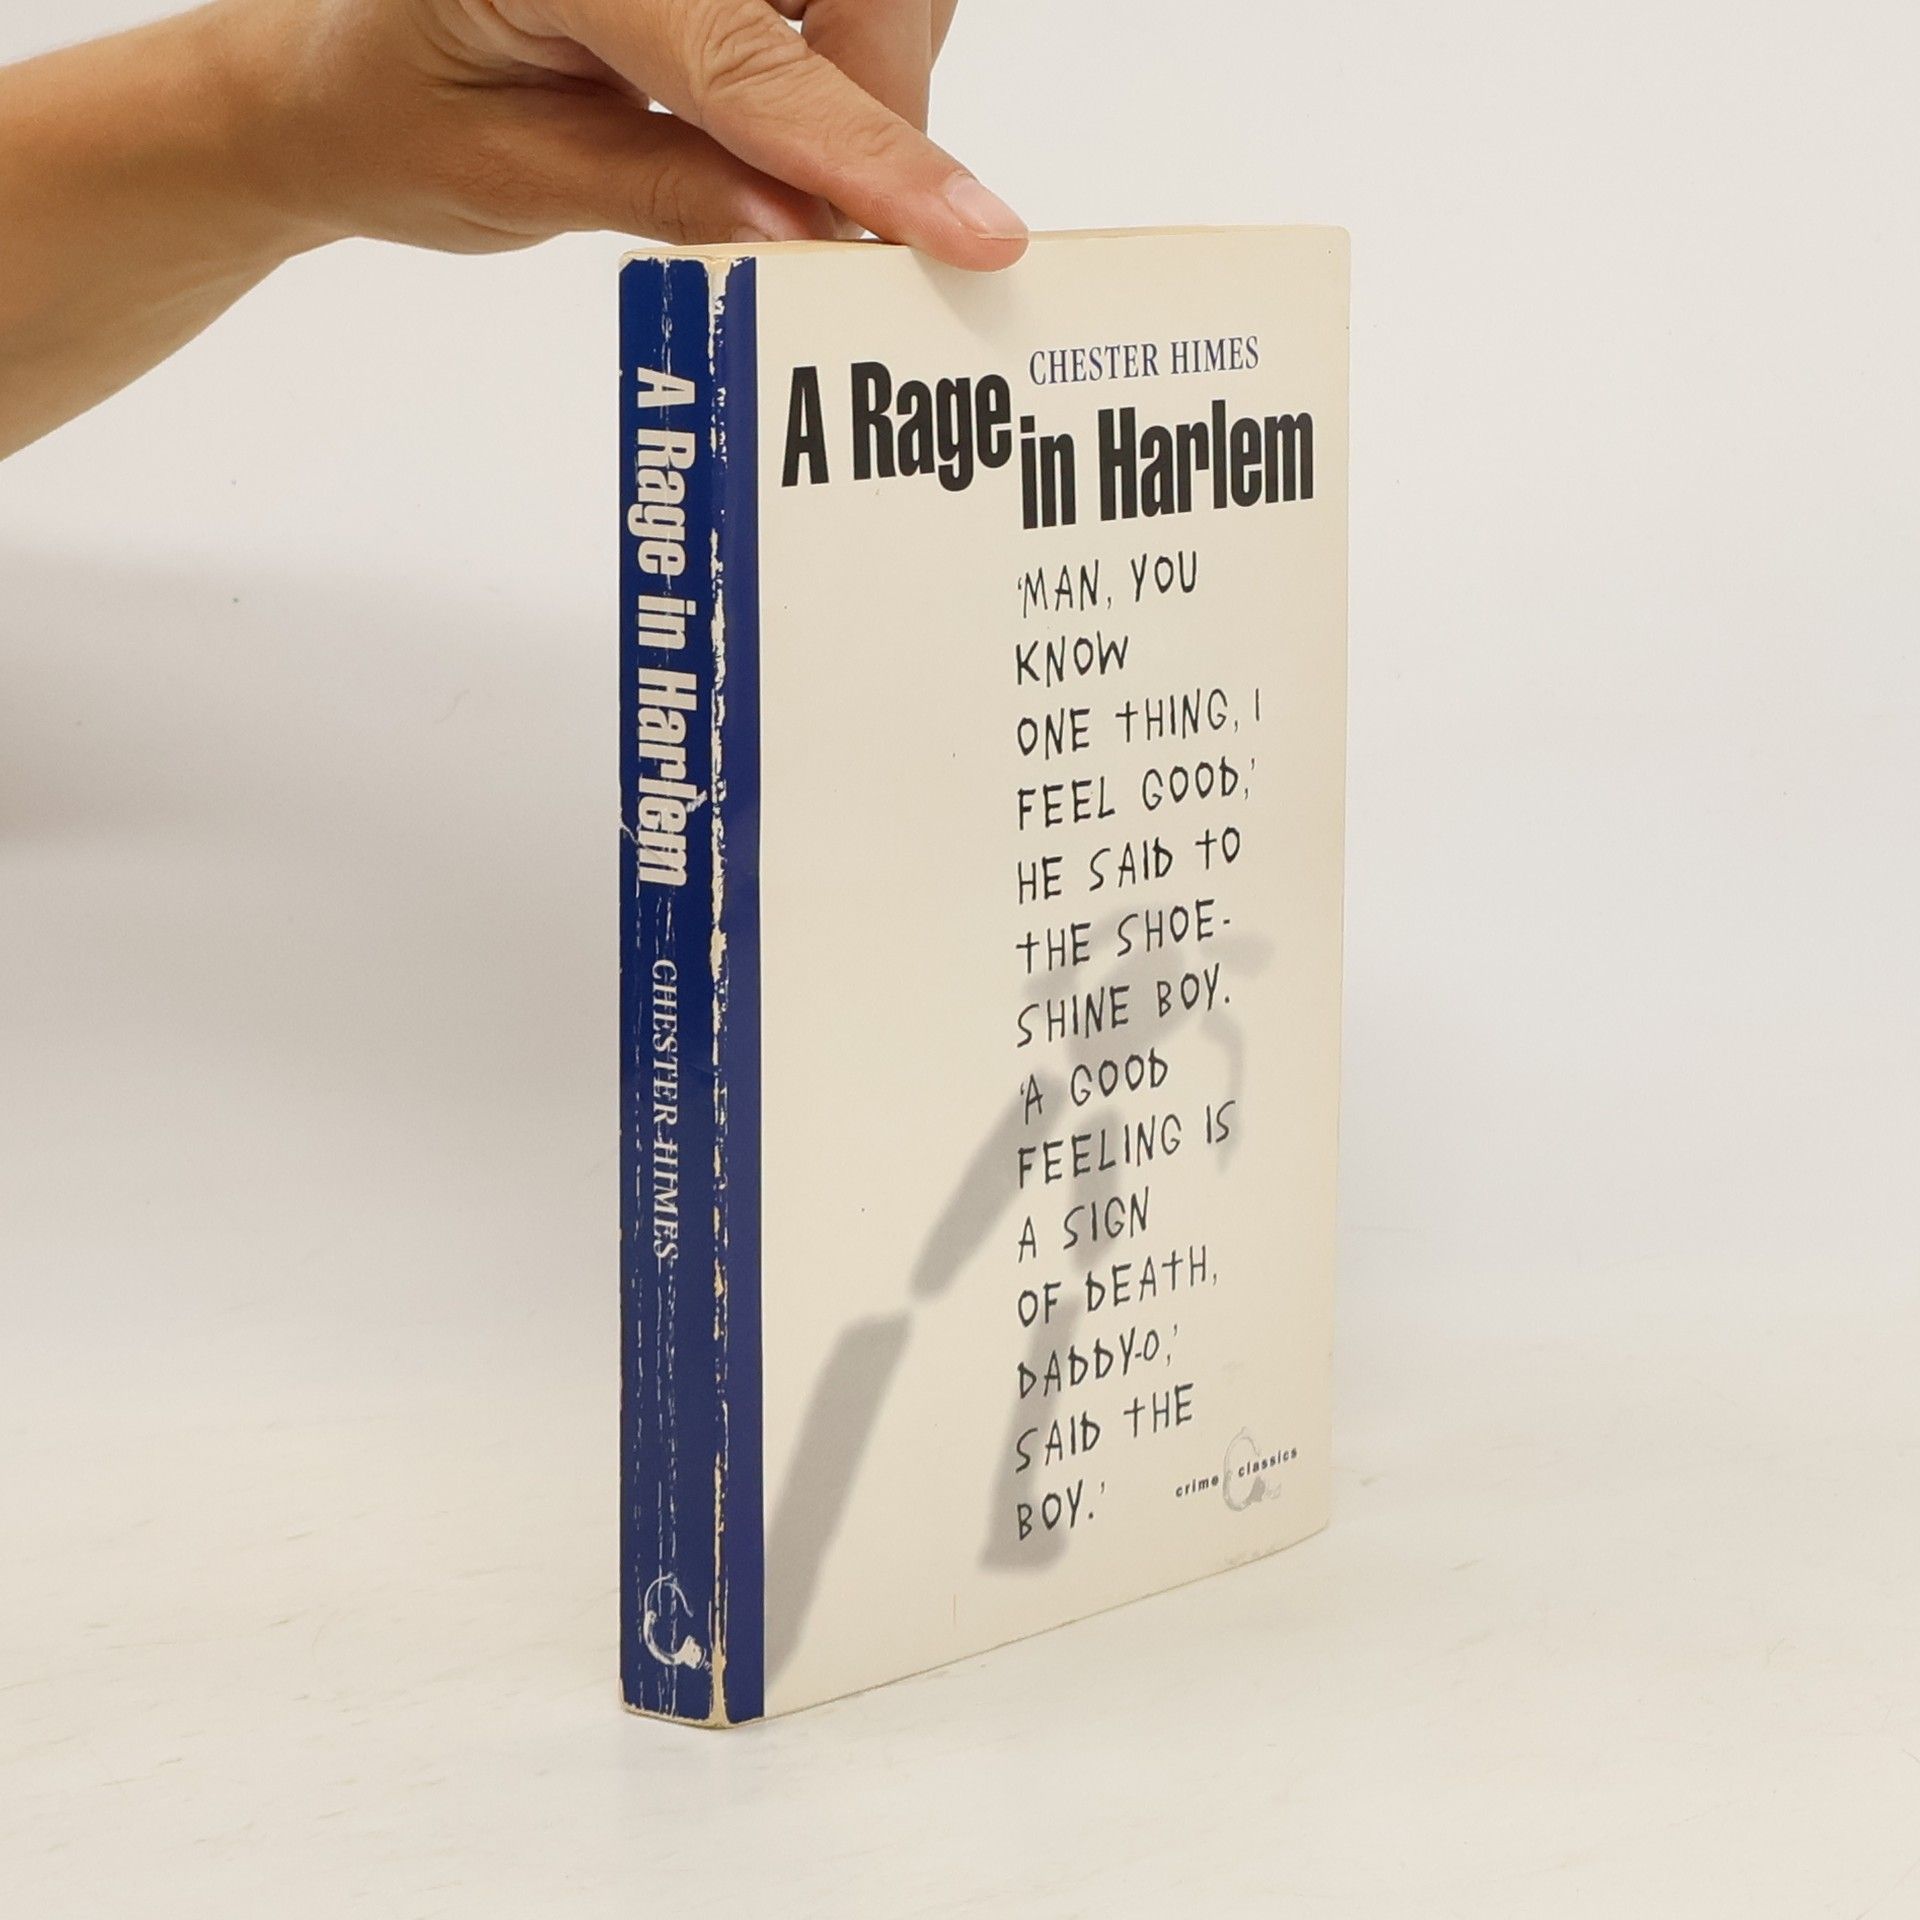 A Rage in Harlem CHESTER HIMES
CHESTER HIMES
A Rage
in Harlem
'MAN, YOU
KNOW
ONE THING, I
FEEL GOOD,'
HE SAID TO
THE SHOE-
SHINE BOY.
'A GOOD
FEELING IS
A SIGN
OF DEATH,
DADDY-O,'
SAID THE
BOY.'
crime classics